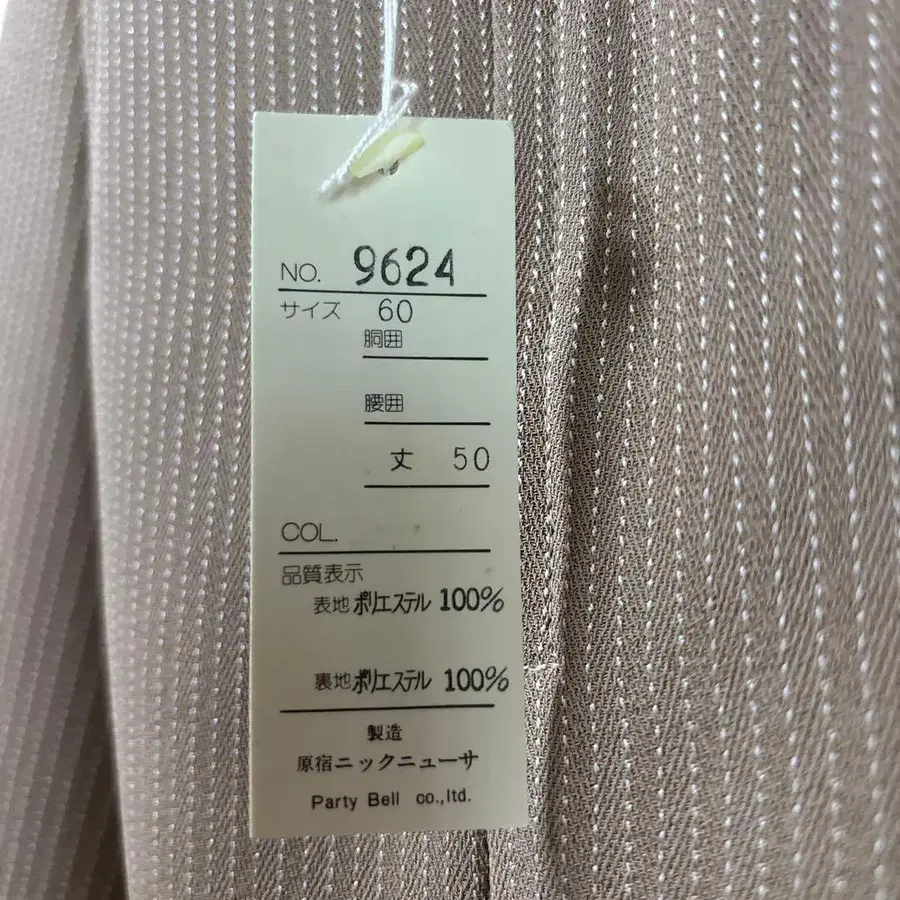 NO. 9624
サイズ 60
胴囲
腰囲
丈 50
COL.
品質表示
表地 ポリエステル 100%
裏地 ポリエステル 100%
製造
原宿ニックニューサ
Party Bell co.,ltd.